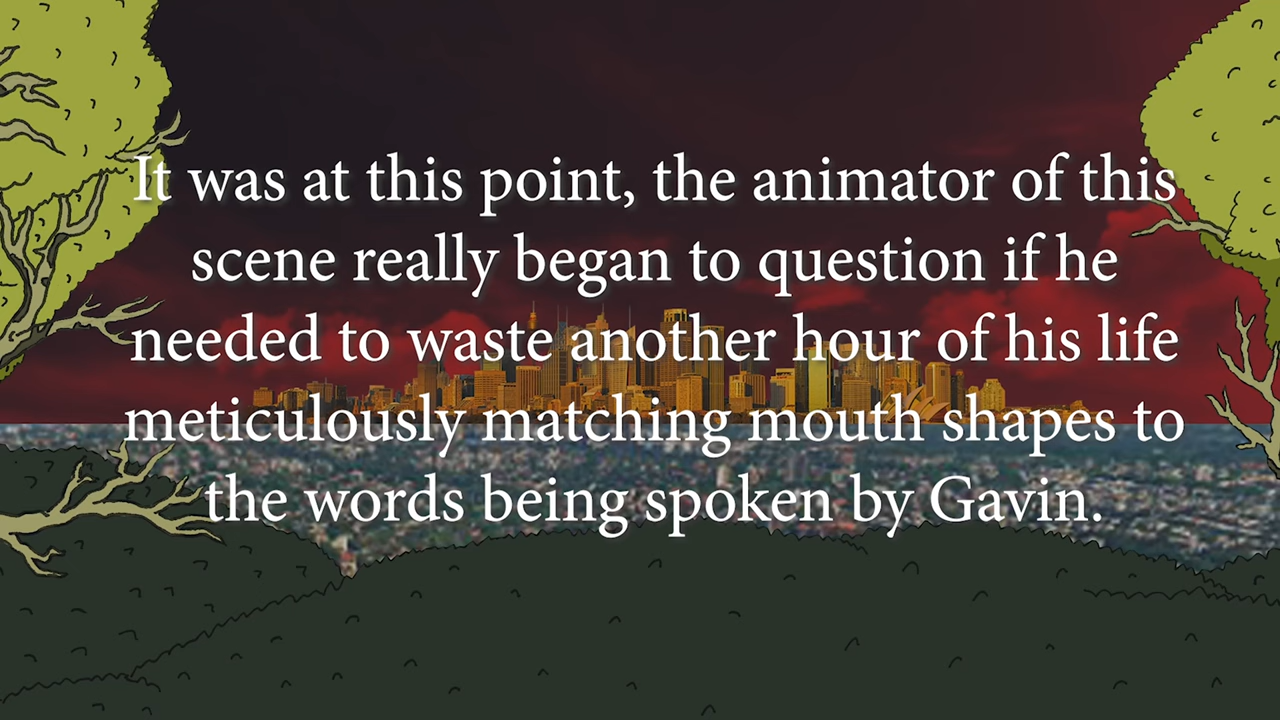 It was at this point, the animator of this
scene really began to question if he
needed to waste another hour of his life
meticulously matching mouth shapes to
the words being spoken by Gavin.